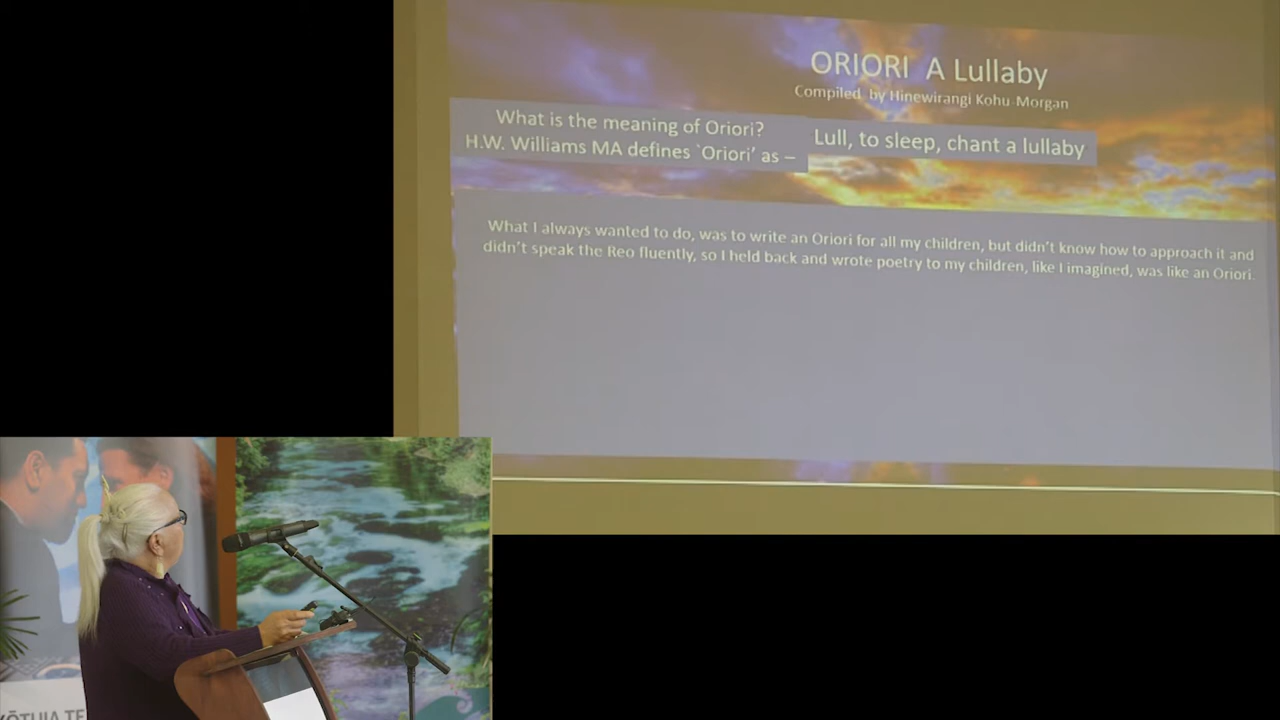 ORIORI A Lullaby
Compiled by Hinewirangi Kohu-Morgan
What is the meaning of Oriori?
H.W. Williams MA defines `Oriori' as –
Lull, to sleep, chant a lullaby
What I always wanted to do, was to write an Oriori for all my children, but didn't know how to approach it and
didn't speak the Reo fluently, so I held back and wrote poetry to my children, like I imagined, was like an Oriori.
KŌTUIA TE